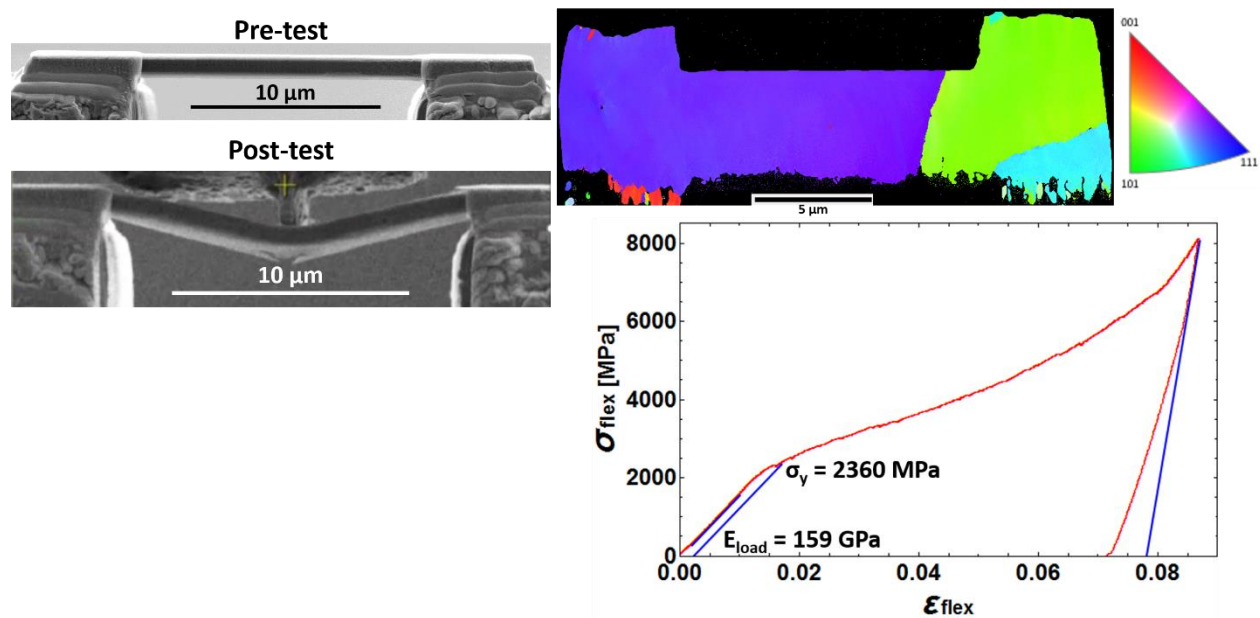 Pre-test
10 µm
Post-test
10 µm
5 µm
001
101
111
σflex [MPa]
8000
6000
4000
2000
0
σy = 2360 MPa
Eload = 159 GPa
0.00 0.02 0.04 0.06 0.08
εflex